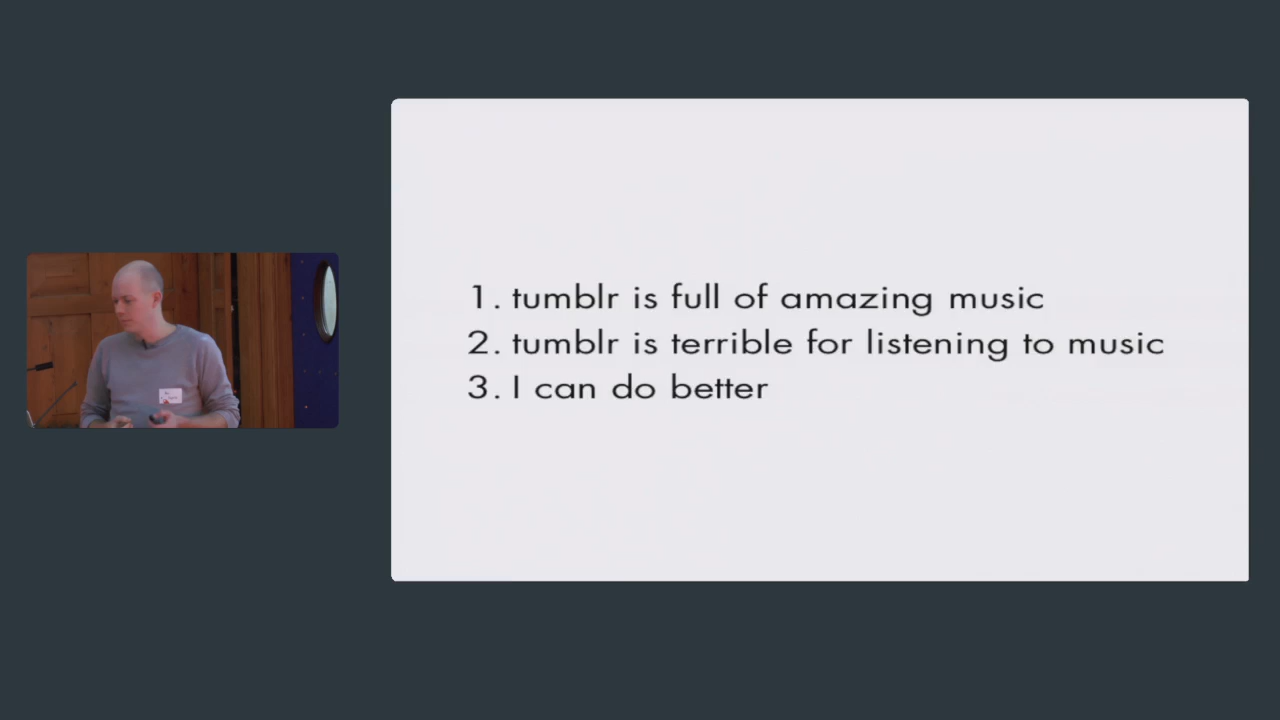 1. tumblr is full of amazing music
2. tumblr is terrible for listening to music
3. I can do better